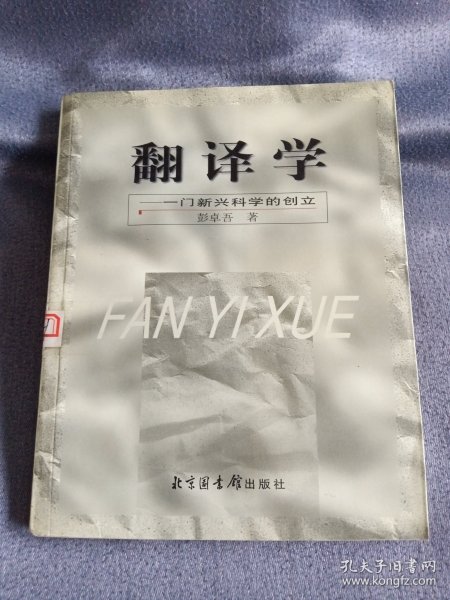 翻译学
——一门新兴科学的创立
彭卓吾 著
FAN YI XUE
北京图书馆出版社
孔夫子旧书网
www.kongfz.com